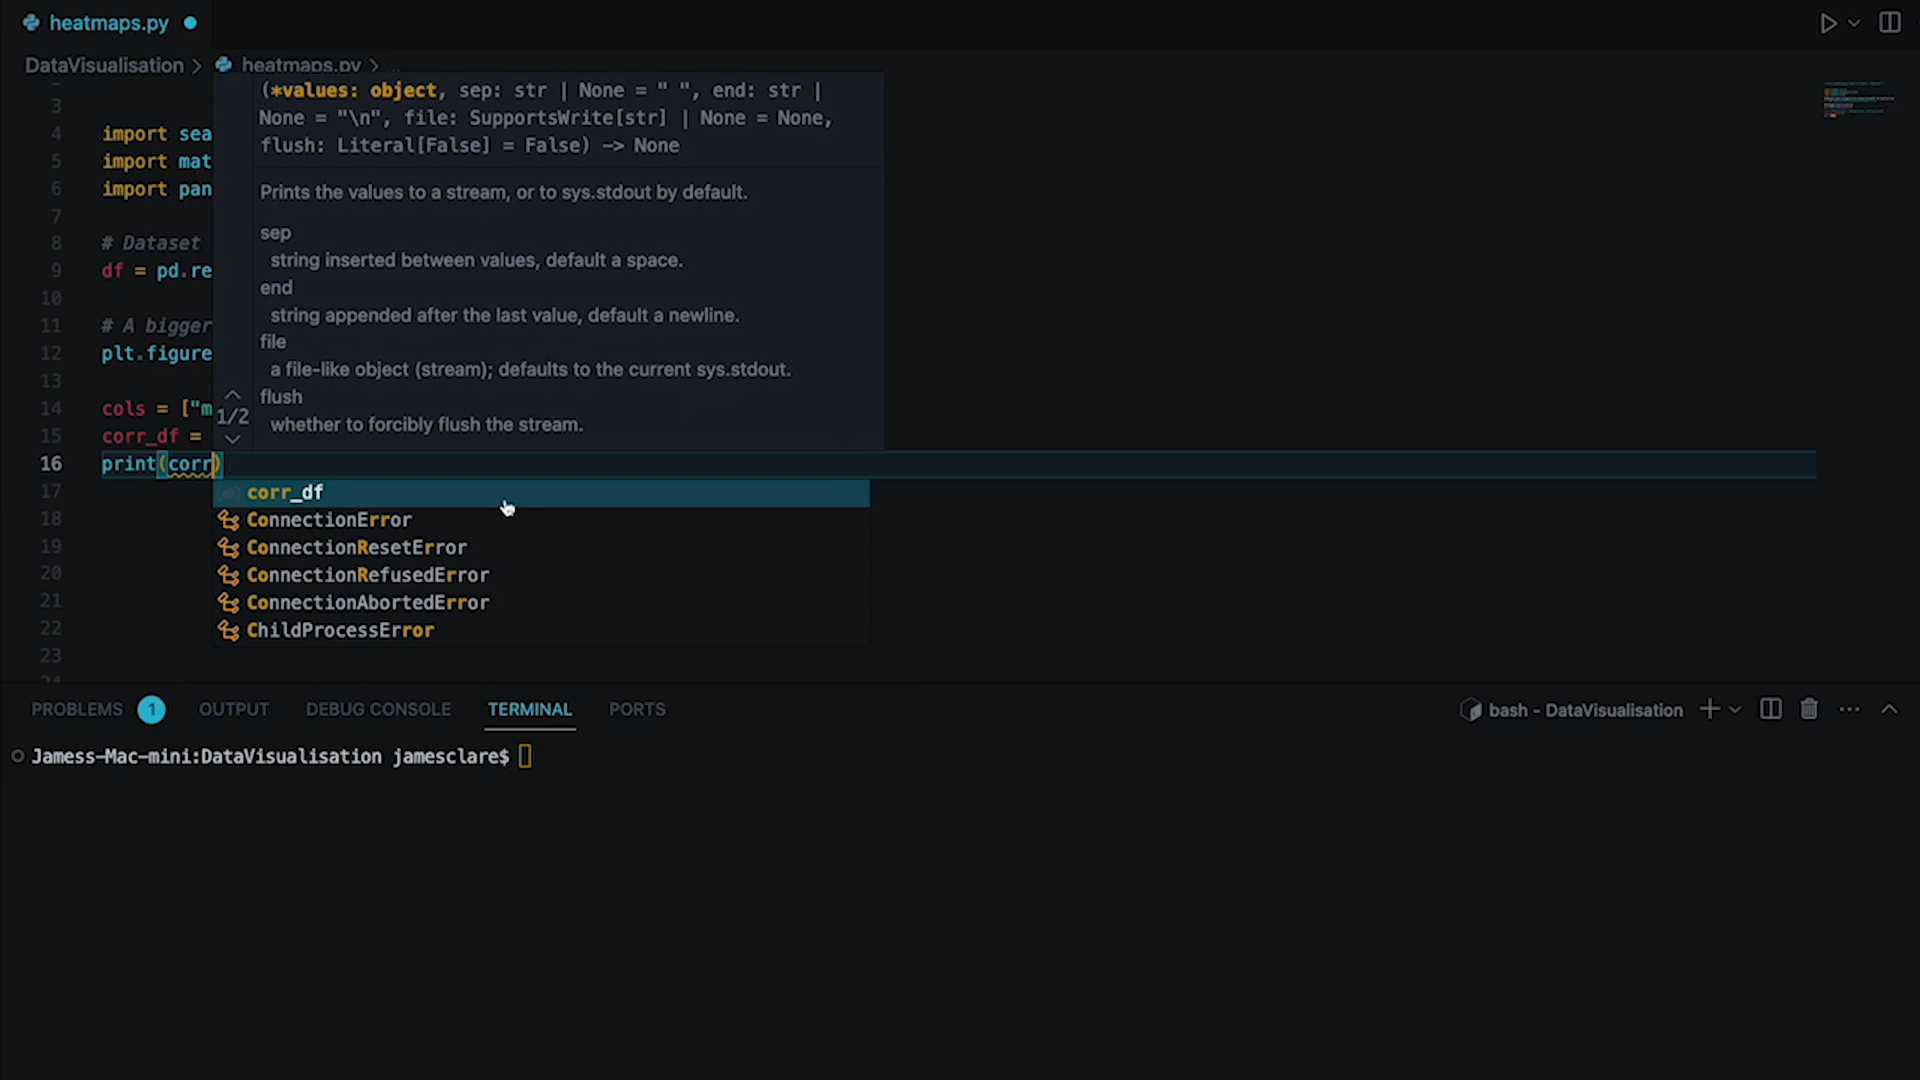 heatmaps.py
DataVisualisation > heatmaps.py > ...
3
4 import sea
5 import mat
6 import pan
7
8 # Dataset
9 df = pd.re
10
11 # A bigger
12 plt.figure
13
14 cols = ["m
15 corr_df =
16 print(corr)
17
18
19
20
21
22
23
24
(*values: object, sep: str | None = " ", end: str |
None = "\n", file: SupportsWrite[str] | None = None,
flush: Literal[False] = False) -> None
Prints the values to a stream, or to sys.stdout by default.
sep
string inserted between values, default a space.
end
string appended after the last value, default a newline.
file
a file-like object (stream); defaults to the current sys.stdout.
flush
whether to forcibly flush the stream.
1/2
corr_df
ConnectionError
ConnectionResetError
ConnectionRefusedError
ConnectionAbortedError
ChildProcessError
PROBLEMS 1 OUTPUT DEBUG CONSOLE TERMINAL PORTS
bash - DataVisualisation
Jamess-Mac-mini:DataVisualisation jamesclare$